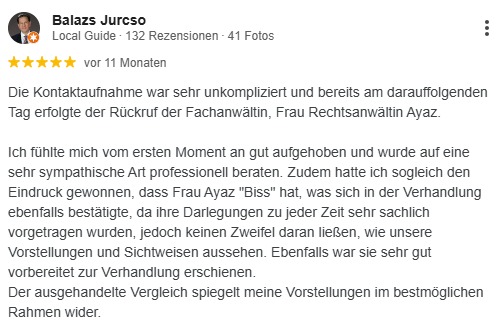 Balazs Jurcso
Local Guide · 132 Rezensionen · 41 Fotos
vor 11 Monaten
Die Kontaktaufnahme war sehr unkompliziert und bereits am darauffolgenden
Tag erfolgte der Rückruf der Fachanwältin, Frau Rechtsanwältin Ayaz.
Ich fühlte mich vom ersten Moment an gut aufgehoben und wurde auf eine
sehr sympathische Art professionell beraten. Zudem hatte ich sogleich den
Eindruck gewonnen, dass Frau Ayaz "Biss" hat, was sich in der Verhandlung
ebenfalls bestätigte, da ihre Darlegungen zu jeder Zeit sehr sachlich
vorgetragen wurden, jedoch keinen Zweifel daran ließen, wie unsere
Vorstellungen und Sichtweisen aussehen. Ebenfalls war sie sehr gut
vorbereitet zur Verhandlung erschienen.
Der ausgehandelte Vergleich spiegelt meine Vorstellungen im bestmöglichen
Rahmen wider.